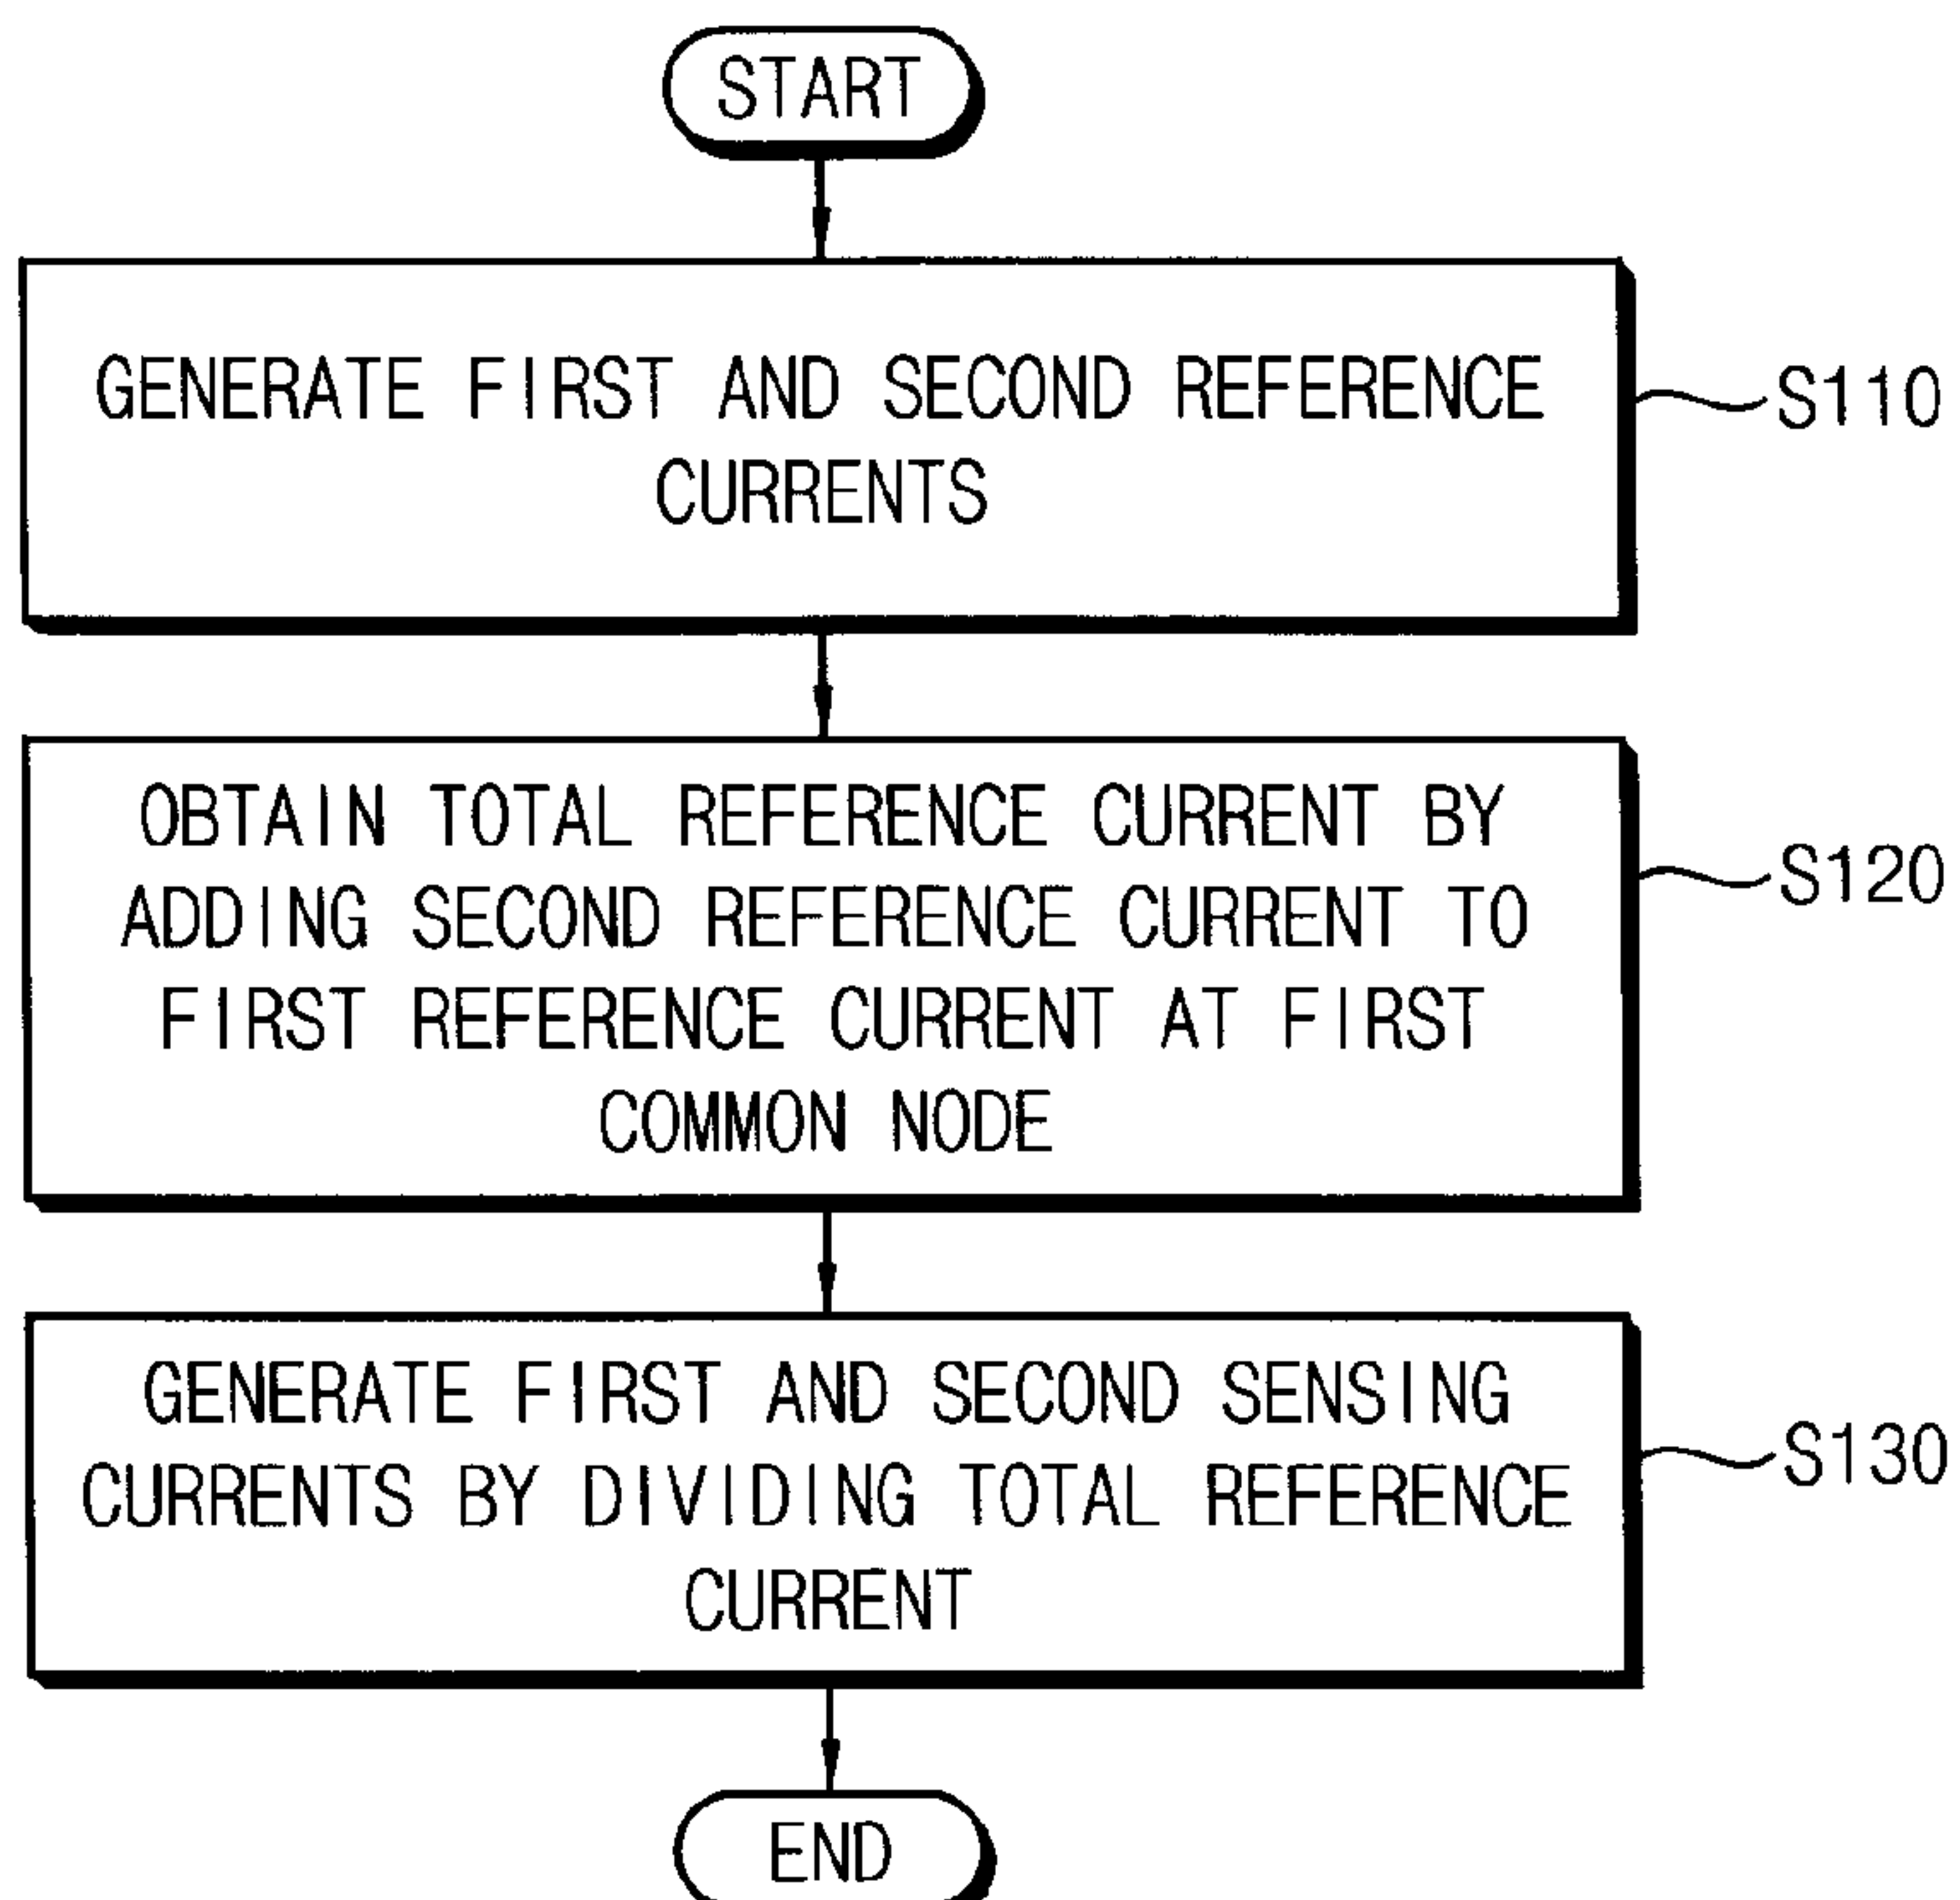 START
GENERATE FIRST AND SECOND REFERENCE
CURRENTS
S110
OBTAIN TOTAL REFERENCE CURRENT BY
ADDING SECOND REFERENCE CURRENT TO
FIRST REFERENCE CURRENT AT FIRST
COMMON NODE
S120
GENERATE FIRST AND SECOND SENSING
CURRENTS BY DIVIDING TOTAL REFERENCE
CURRENT
S130
END